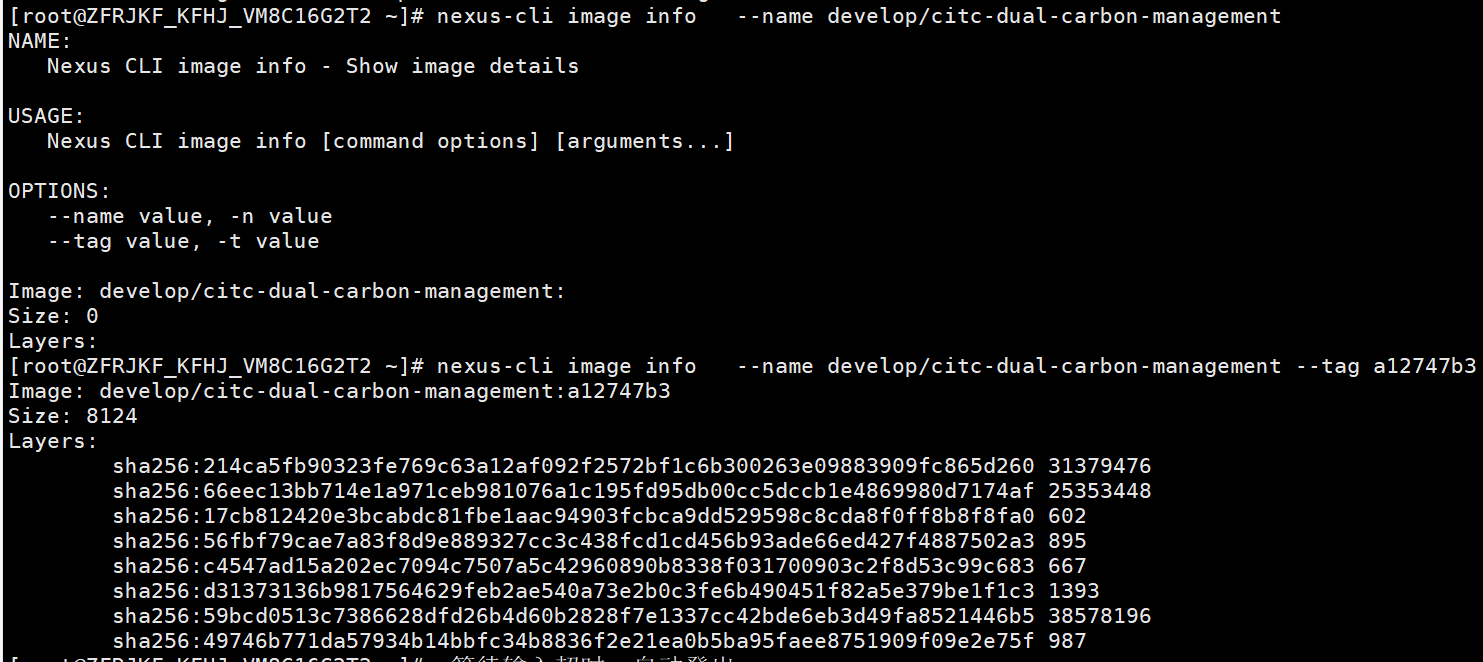 [root@ZFRJKF_KFHJ_VM8C16G2T2 ~]# nexus-cli image info   --name develop/citc-dual-carbon-management
NAME:
   Nexus CLI image info - Show image details
USAGE:
   Nexus CLI image info [command options] [arguments...]
OPTIONS:
   --name value, -n value
   --tag value, -t value
Image: develop/citc-dual-carbon-management:
Size: 0
Layers:
[root@ZFRJKF_KFHJ_VM8C16G2T2 ~]# nexus-cli image info   --name develop/citc-dual-carbon-management --tag a12747b3
Image: develop/citc-dual-carbon-management:a12747b3
Size: 8124
Layers:
        sha256:214ca5fb90323fe769c63a12af092f2572bf1c6b300263e09883909fc865d260 31379476
        sha256:66eec13bb714e1a971ceb981076a1c195fd95db00cc5dccb1e4869980d7174af 25353448
        sha256:17cb812420e3bcabdc81fbe1aac94903fcbca9dd529598c8cda8f0ff8b8f8fa0 602
        sha256:56fbf79cae7a83f8d9e889327cc3c438fcd1cd456b93ade66ed427f4887502a3 895
        sha256:c4547ad15a202ec7094c7507a5c42960890b8338f031700903c2f8d53c99c683 667
        sha256:d31373136b9817564629feb2ae540a73e2b0c3fe6b490451f82a5e379be1f1c3 1393
        sha256:59bcd0513c7386628dfd26b4d60b2828f7e1337cc42bde6eb3d49fa8521446b5 38578196
        sha256:49746b771da57934b14bbfc34b8836f2e21ea0b5ba95faee8751909f09e2e75f 987